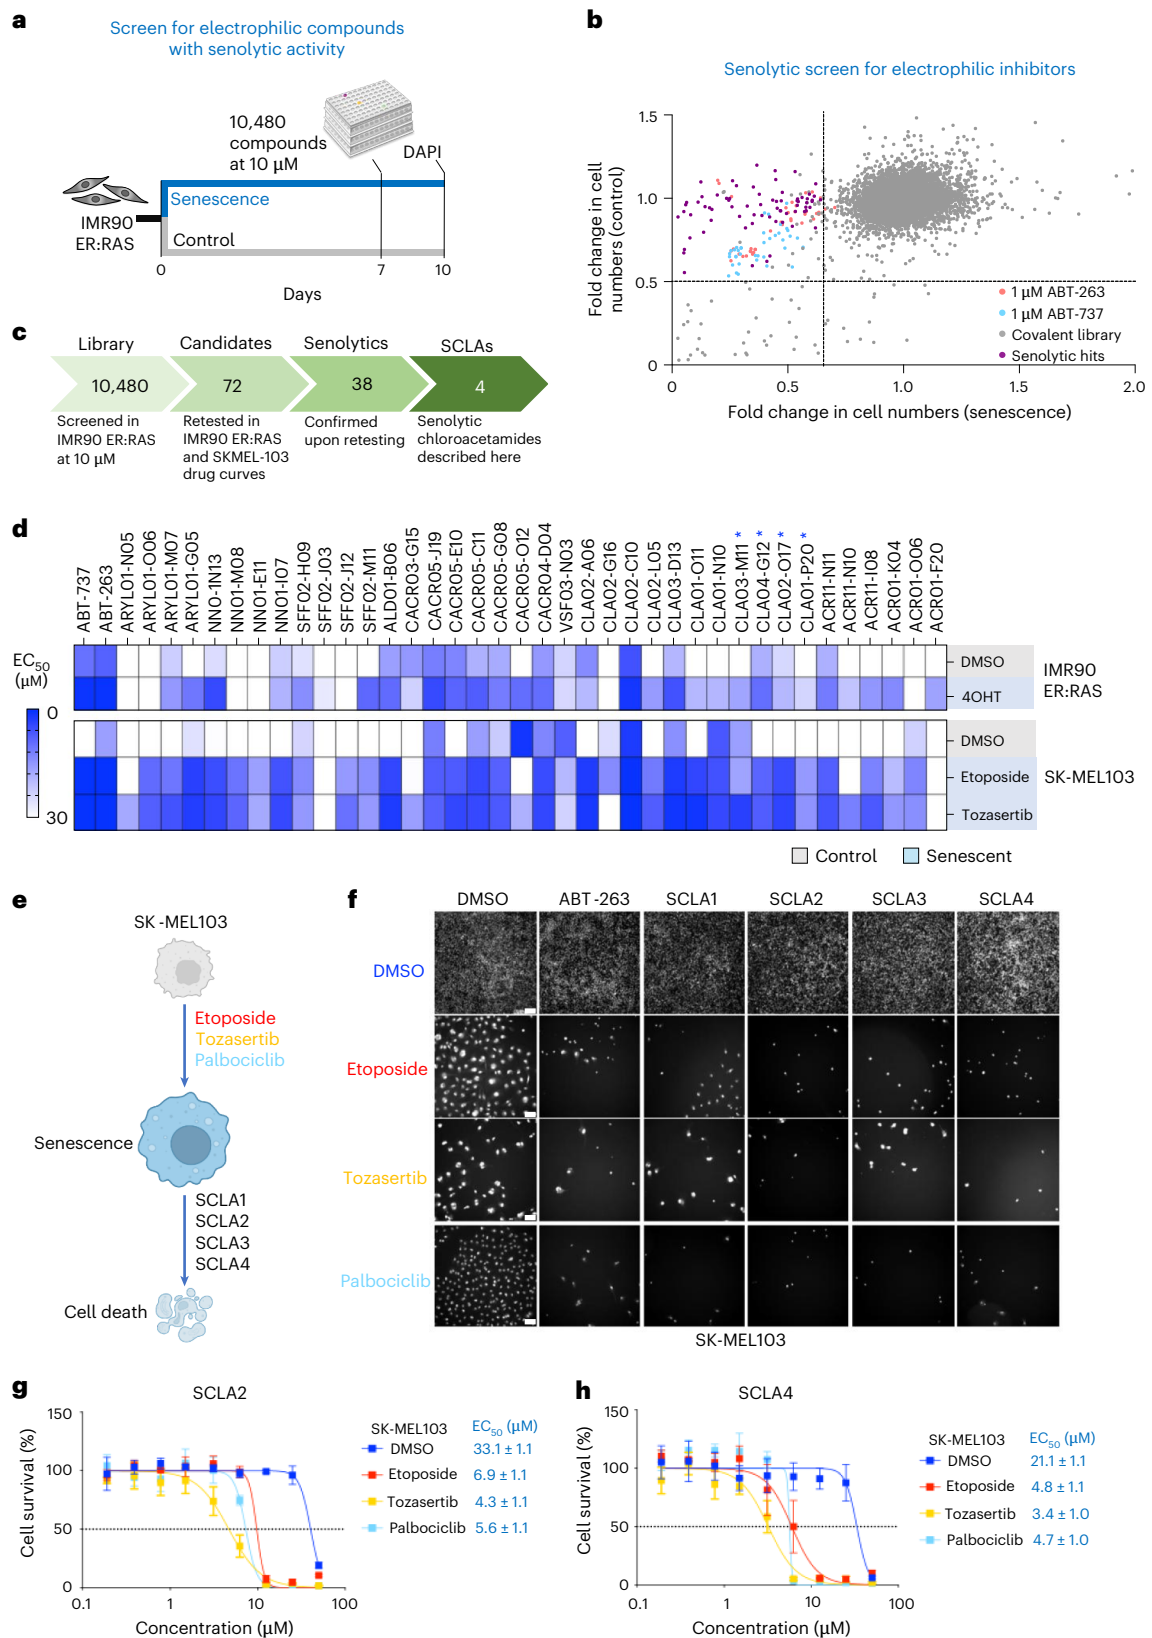 a
Screen for electrophilic compounds
with senolytic activity
10,480
compounds
at 10 µM
DAPI
Senescence
IMR90
ER:RAS
Control
0
7
10
Days
b
Senolytic screen for electrophilic inhibitors
Fold change in cell
numbers (control)
1.5
1.0
0.5
0
1 µM ABT-263
1 µM ABT-737
Covalent library
Senolytic hits
0
0.5
1.0
1.5
2.0
Fold change in cell numbers (senescence)
c
Library
Candidates
Senolytics
SCLAs
10,480
72
38
4
Screened in
IMR90 ER:RAS
at 10 µM
Retested in
IMR90 ER:RAS
and SKMEL-103
drug curves
Confirmed
upon retesting
Senolytic
chloroacetamides
described here
d
ABT-737
ABT-263
ARYL01-N05
ARYL01-O06
ARYL01-M07
ARYL01-G05
NN0-1N13
NN01-M08
NN01-E11
NN01-I07
SFF02-H09
SFF02-J03
SFF02-J12
SFF02-M11
ALD01-B06
CACR03-G15
CACR05-J19
CACR05-E10
CACR05-C11
CACR05-G08
CACR05-O12
CACR04-D04
VSF03-N03
CLA02-A06
CLA02-G16
CLA02-C10
CLA02-L05
CLA03-D13
CLA01-O11
CLA01-N10
CLA03-M11 *
CLA04-G12 *
CLA02-O17 *
CLA01-P20 *
ACR11-N11
ACR11-N10
ACR11-I08
ACR01-K04
ACR01-O06
ACR01-F20
EC50
(µM)
0
30
DMSO
4OHT
IMR90
ER:RAS
DMSO
Etoposide
Tozasertib
SK-MEL103
Control
Senescent
e
SK-MEL103
Etoposide
Tozasertib
Palbociclib
Senescence
SCLA1
SCLA2
SCLA3
SCLA4
Cell death
f
DMSO
ABT-263
SCLA1
SCLA2
SCLA3
SCLA4
DMSO
Etoposide
Tozasertib
Palbociclib
SK-MEL103
g
SCLA2
Cell survival (%)
150
100
50
0
0.1
1
10
100
Concentration (µM)
SK-MEL103 EC50 (µM)
DMSO 33.1 ± 1.1
Etoposide 6.9 ± 1.1
Tozasertib 4.3 ± 1.1
Palbociclib 5.6 ± 1.1
h
SCLA4
Cell survival (%)
150
100
50
0
0.1
1
10
100
Concentration (µM)
SK-MEL103 EC50 (µM)
DMSO 21.1 ± 1.1
Etoposide 4.8 ± 1.1
Tozasertib 3.4 ± 1.0
Palbociclib 4.7 ± 1.0